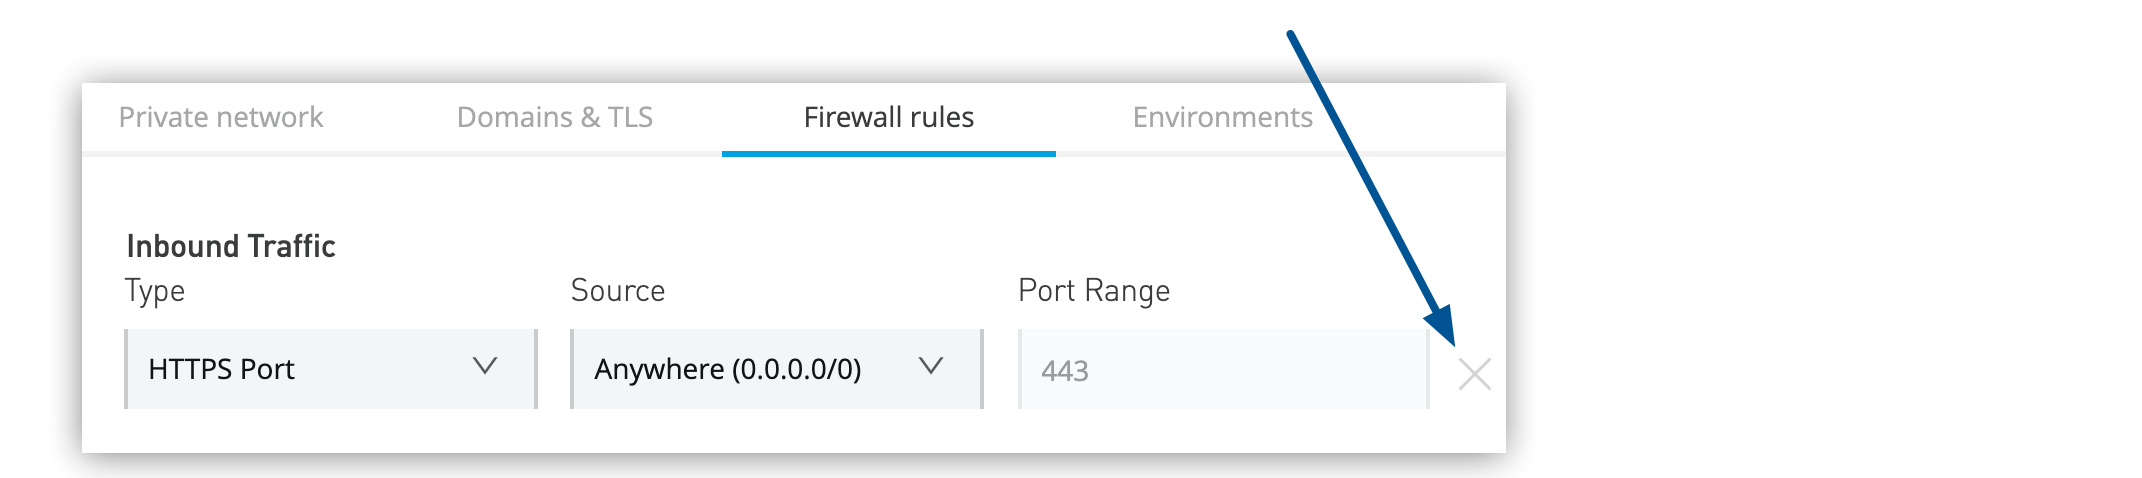 Private network Domains & TLS Firewall rules Environments
Inbound Traffic
Type Source Port Range
HTTPS Port Anywhere (0.0.0.0/0) 443